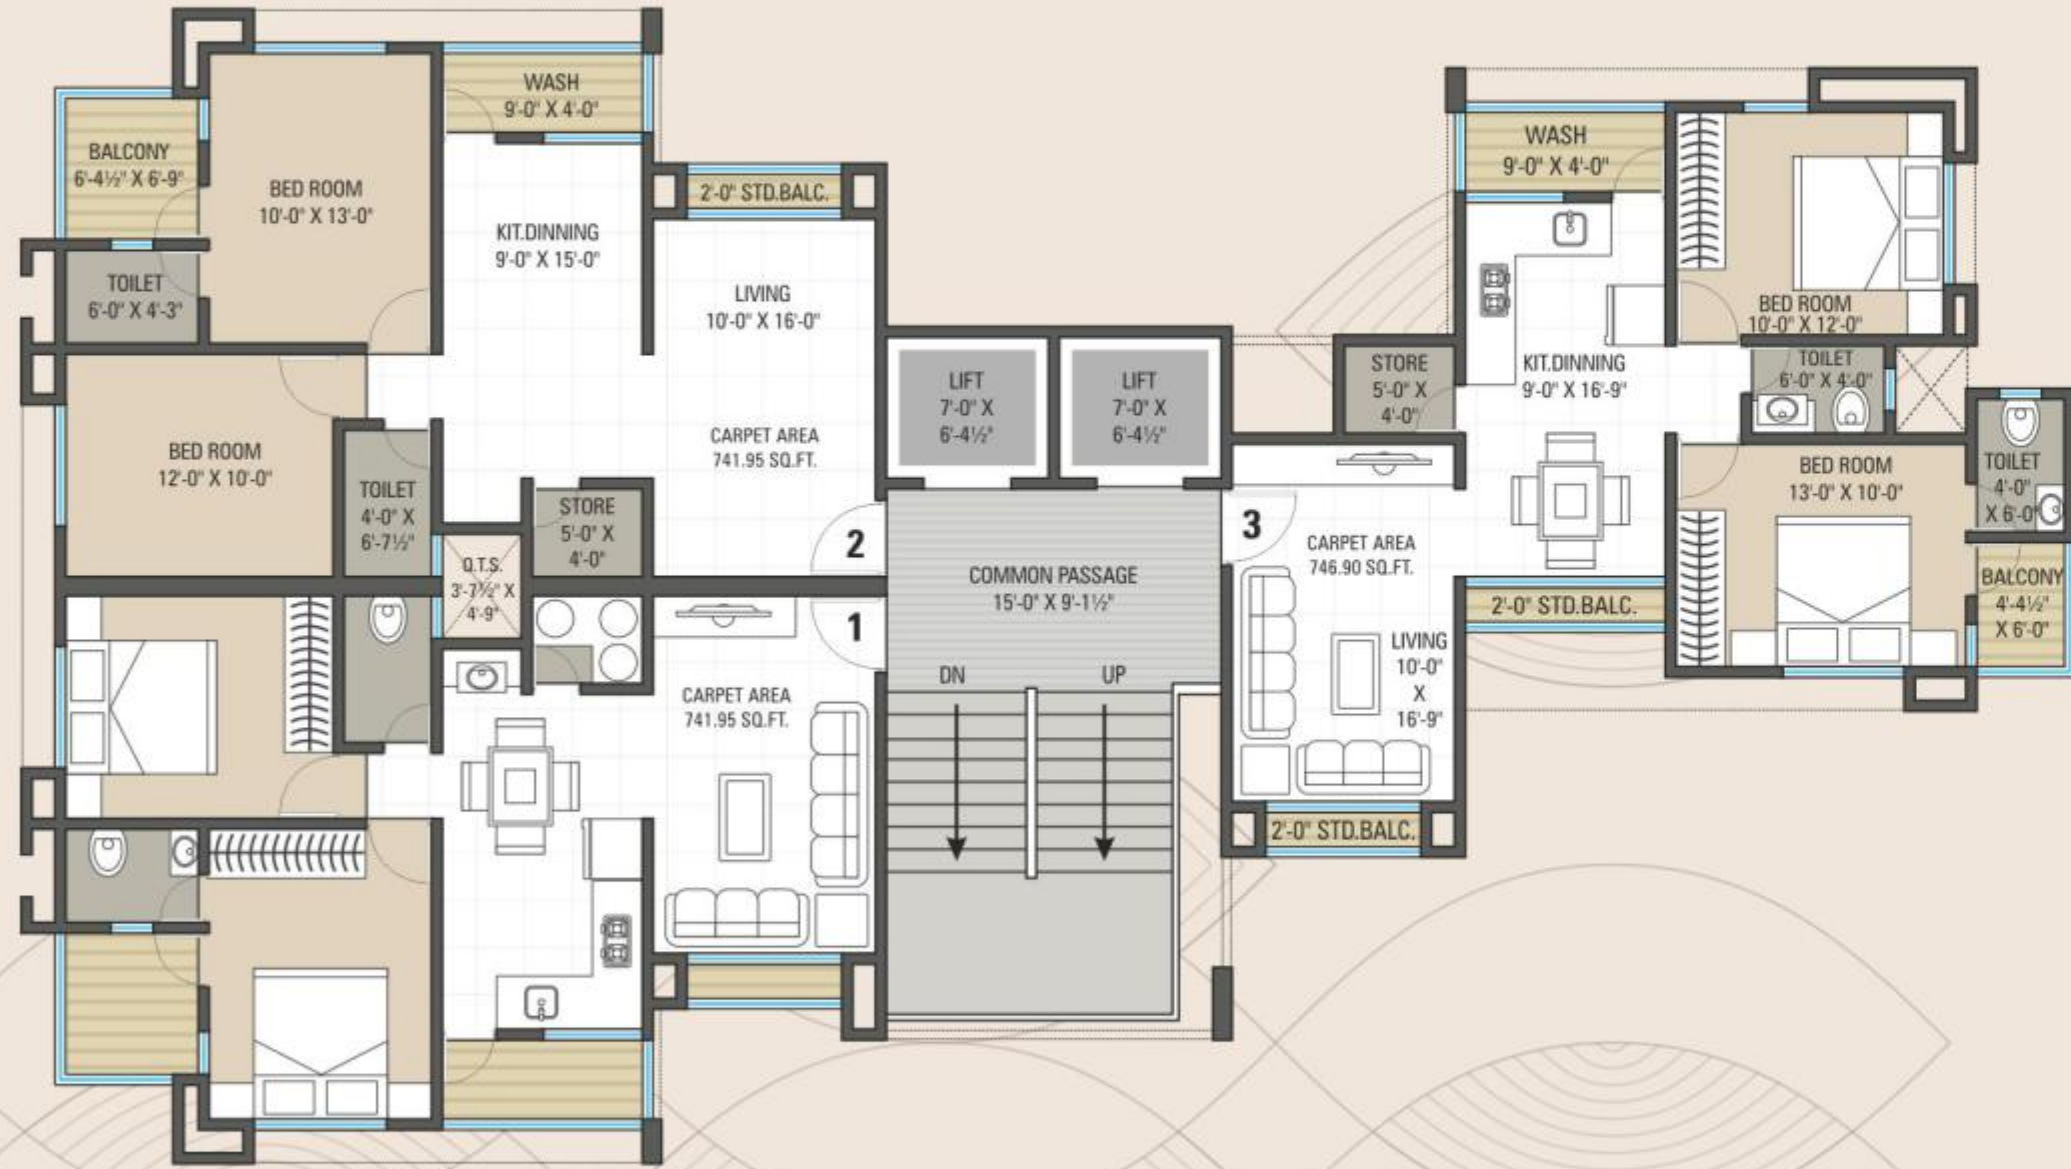 WASH
9'-0" X 4'-0"
BALCONY
6'-4½" X 6'-9"
BED ROOM
10'-0" X 13'-0"
2'-0" STD.BALC.
KIT.DINNING
9'-0" X 15'-0"
TOILET
6'-0" X 4'-3"
LIVING
10'-0" X 16'-0"
BED ROOM
12'-0" X 10'-0"
CARPET AREA
741.95 SQ.FT.
TOILET
4'-0" X
6'-7½"
STORE
5'-0" X
4'-0"
2
O.T.S.
3'-7½" X
4'-9"
1
CARPET AREA
741.95 SQ.FT.
LIFT
7'-0" X
6'-4½"
LIFT
7'-0" X
6'-4½"
COMMON PASSAGE
15'-0" X 9'-1½"
DN
UP
WASH
9'-0" X 4'-0"
BED ROOM
10'-0" X 12'-0"
STORE
5'-0" X
4'-0"
KIT.DINNING
9'-0" X 16'-9"
TOILET
6'-0" X 4'-0"
BED ROOM
13'-0" X 10'-0"
TOILET
4'-0"
X 6'-0"
3
CARPET AREA
746.90 SQ.FT.
2'-0" STD.BALC.
BALCONY
4'-4½"
X 6'-0"
LIVING
10'-0"
X
16'-9"
2'-0" STD.BALC.